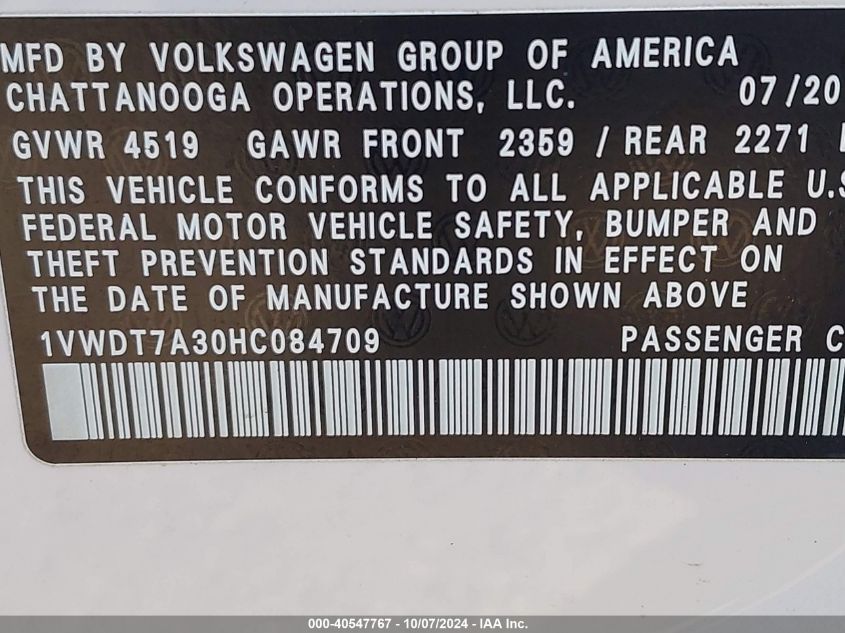 MFD BY VOLKSWAGEN GROUP OF AMERICA
CHATTANOOGA OPERATIONS, LLC. 07/20
GVWR 4519 GAWR FRONT 2359 / REAR 2271
THIS VEHICLE CONFORMS TO ALL APPLICABLE U.S
FEDERAL MOTOR VEHICLE SAFETY, BUMPER AND
THEFT PREVENTION STANDARDS IN EFFECT ON
THE DATE OF MANUFACTURE SHOWN ABOVE
1VWDT7A30HC084709 PASSENGER C
000-40547767 - 10/07/2024 - IAA Inc.